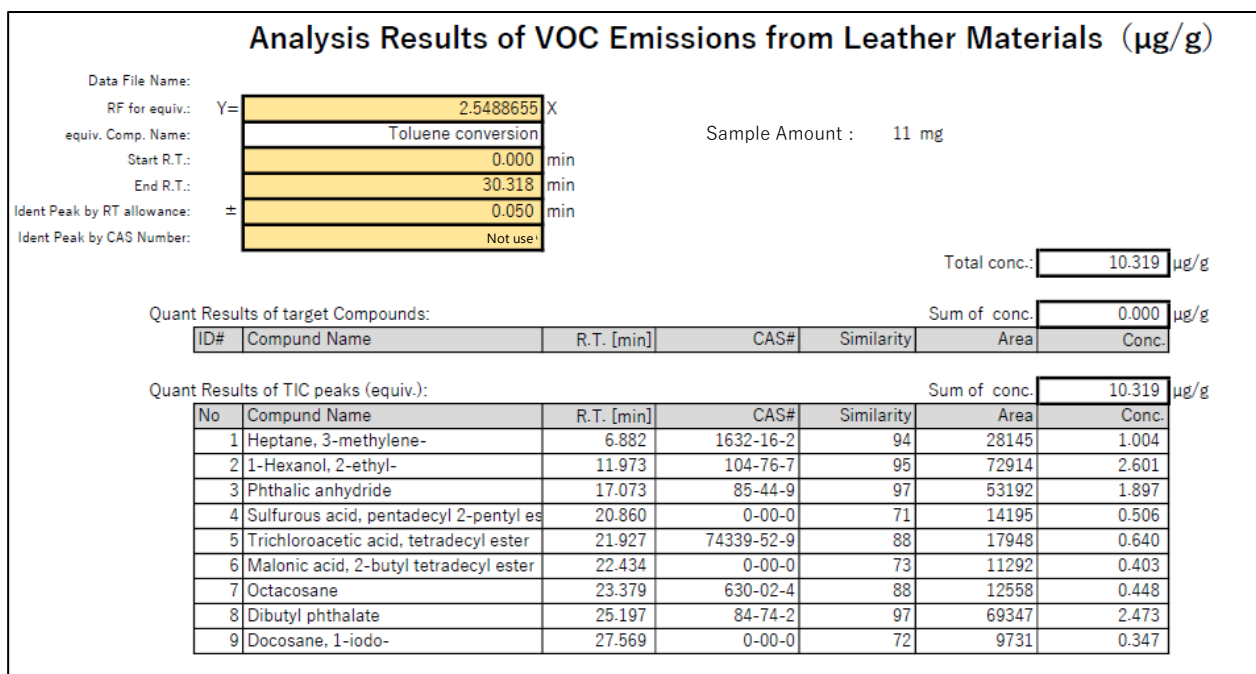 Analysis Results of VOC Emissions from Leather Materials (μg/g)
Data File Name:
RF for equiv.: Y= 2.5488655 X
equiv. Comp. Name: Toluene conversion Sample Amount : 11 mg
Start R.T.: 0.000 min
End R.T.: 30.318 min
Ident Peak by RT allowance: ± 0.050 min
Ident Peak by CAS Number: Not use
Total conc.: 10.319 μg/g
Quant Results of target Compounds: Sum of conc. 0.000 μg/g
ID# Compund Name R.T. [min] CAS# Similarity Area Conc.
Quant Results of TIC peaks (equiv.): Sum of conc. 10.319 μg/g
No Compund Name R.T. [min] CAS# Similarity Area Conc.
1 Heptane, 3-methylene- 6.882 1632-16-2 94 28145 1.004
2 1-Hexanol, 2-ethyl- 11.973 104-76-7 95 72914 2.601
3 Phthalic anhydride 17.073 85-44-9 97 53192 1.897
4 Sulfurous acid, pentadecyl 2-pentyl es 20.860 0-00-0 71 14195 0.506
5 Trichloroacetic acid, tetradecyl ester 21.927 74339-52-9 88 17948 0.640
6 Malonic acid, 2-butyl tetradecyl ester 22.434 0-00-0 73 11292 0.403
7 Octacosane 23.379 630-02-4 88 12558 0.448
8 Dibutyl phthalate 25.197 84-74-2 97 69347 2.473
9 Docosane, 1-iodo- 27.569 0-00-0 72 9731 0.347